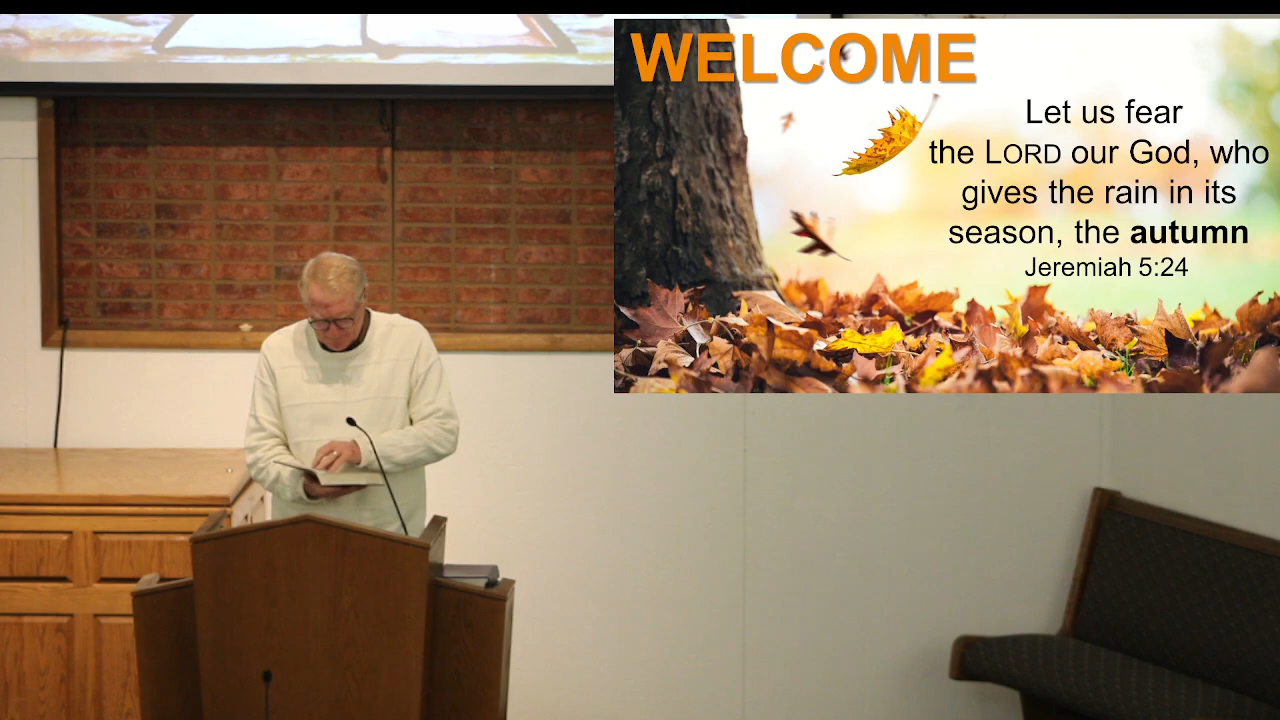 WELCOME
Let us fear
the LORD our God, who
gives the rain in its
season, the autumn
Jeremiah 5:24